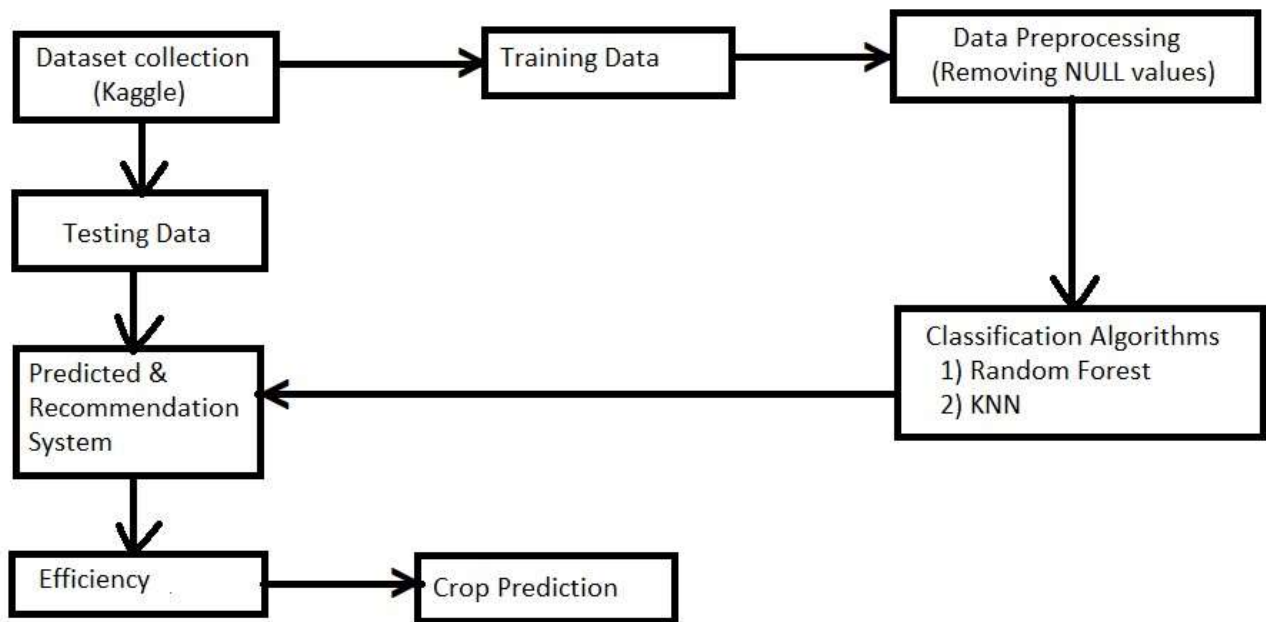 Dataset collection
(Kaggle)
Training Data
Data Preprocessing
(Removing NULL values)
Testing Data
Classification Algorithms
1) Random Forest
2) KNN
Predicted &
Recommendation
System
Efficiency
Crop Prediction